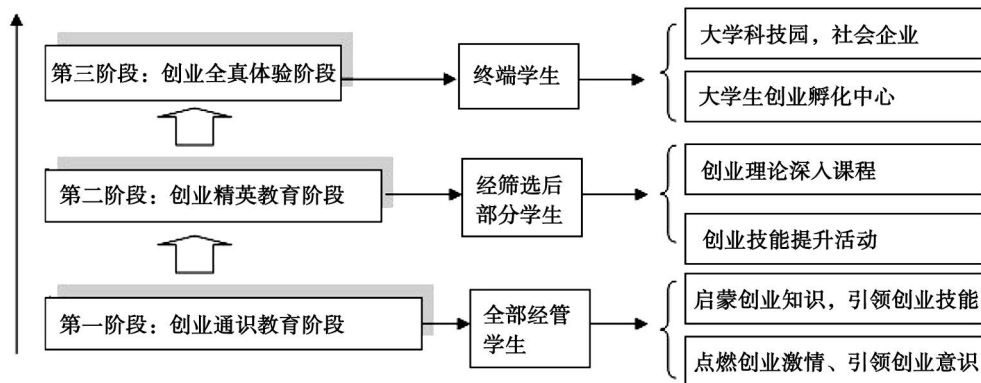 第三阶段：创业全真体验阶段
终端学生
大学科技园，社会企业
大学生创业孵化中心
第二阶段：创业精英教育阶段
经筛选后
部分学生
创业理论深入课程
创业技能提升活动
第一阶段：创业通识教育阶段
全部经管
学生
启蒙创业知识，引领创业技能
点燃创业激情、引领创业意识